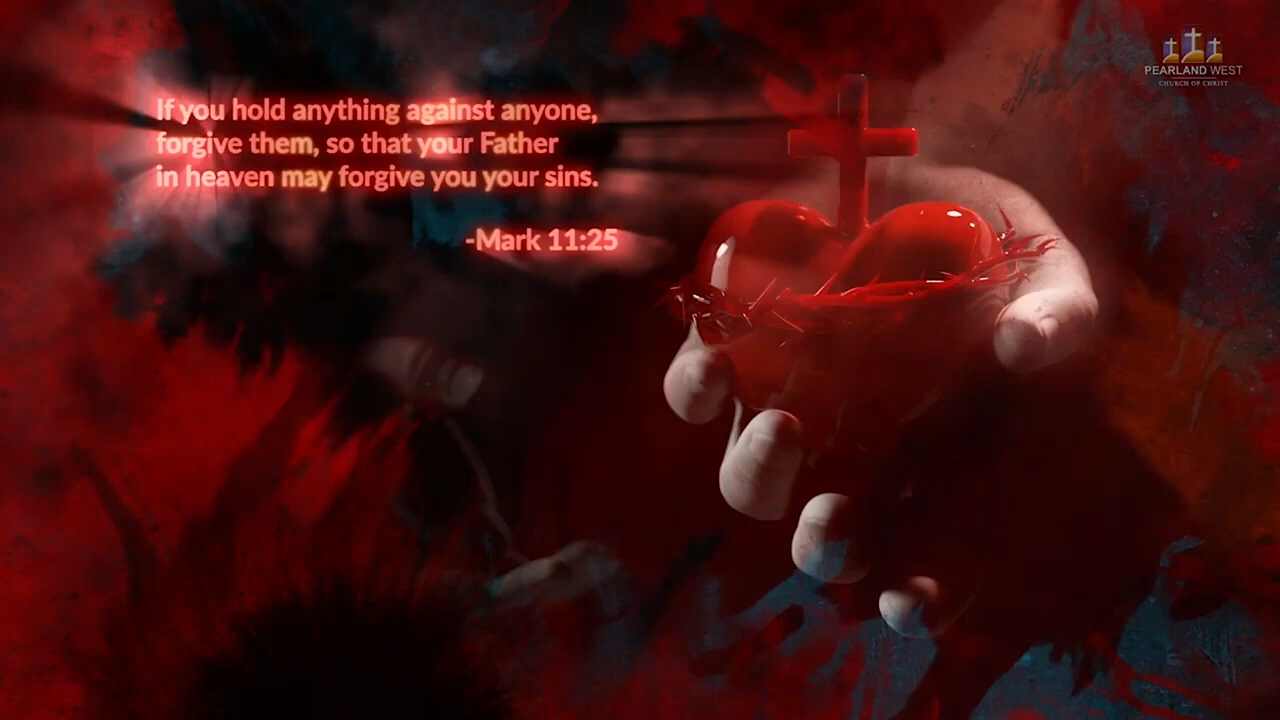 If you hold anything against anyone,
forgive them, so that your Father
in heaven may forgive you your sins.
-Mark 11:25
PEARLAND WEST
CHURCH OF CHRIST